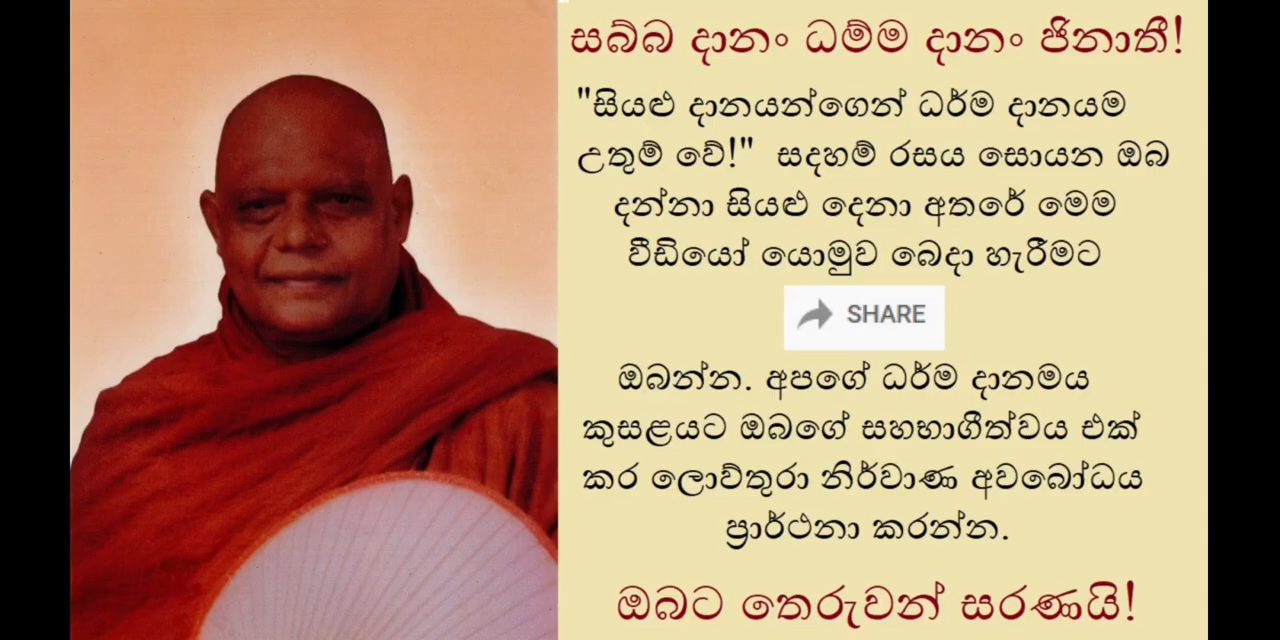 සබ්බ දානං ධම්ම දානං ජිනාතී!
"සියළු දානයන්ගෙන් ධර්ම දානයම
උතුම් වේ!" සදහම් රසය සොයන ඔබ
දන්නා සියළු දෙනා අතරේ මෙම
වීඩියෝ යොමුව බෙදා හැරීමට
SHARE
ඔබන්න. අපගේ ධර්ම දානමය
කුසළයට ඔබගේ සහභාගීත්වය එක්
කර ලොව්තුරා නිර්වාණ අවබෝධය
ප්‍රාර්ථනා කරන්න.
ඔබට තෙරුවන් සරණයි!